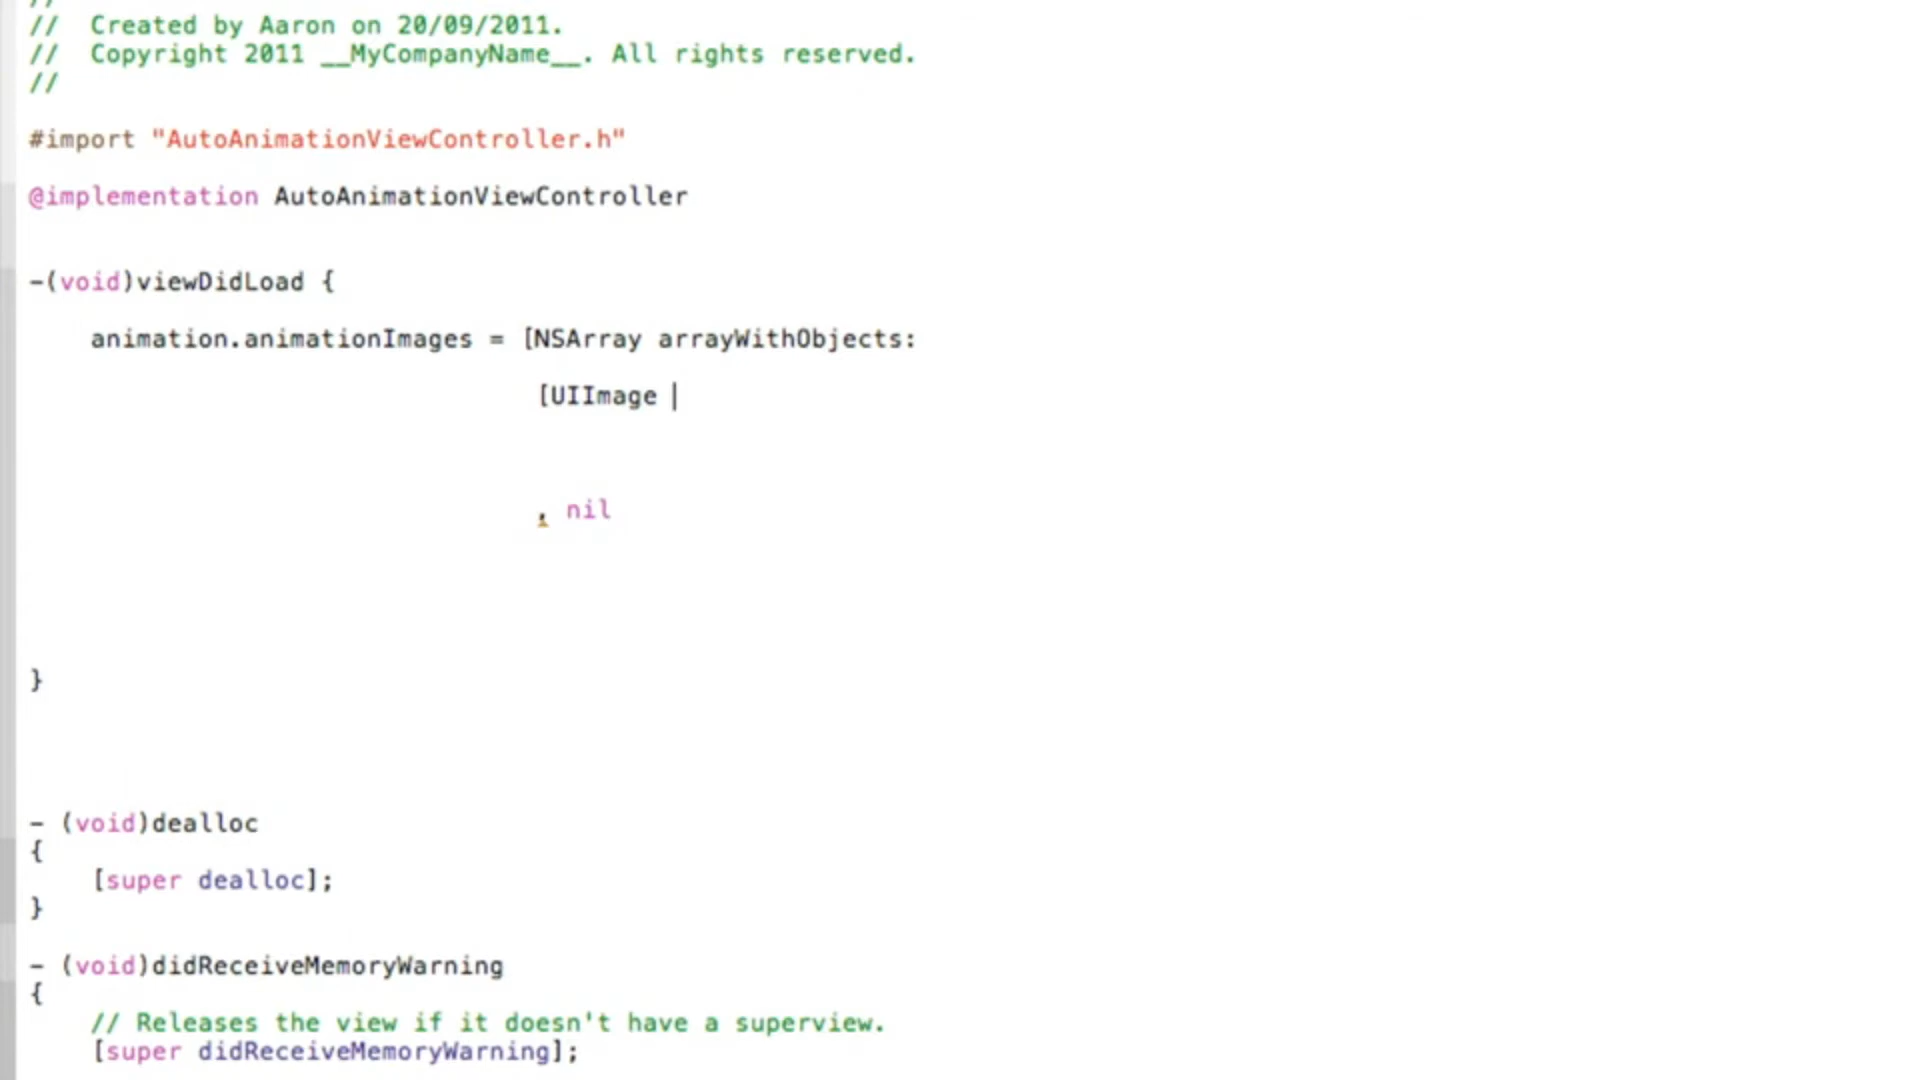 //
//  Created by Aaron on 20/09/2011.
//  Copyright 2011 __MyCompanyName__. All rights reserved.
//
#import "AutoAnimationViewController.h"
@implementation AutoAnimationViewController
-(void)viewDidLoad {
animation.animationImages = [NSArray arrayWithObjects:
[UIImage
, nil
}
- (void)dealloc
{
[super dealloc];
}
- (void)didReceiveMemoryWarning
{
// Releases the view if it doesn't have a superview.
[super didReceiveMemoryWarning];